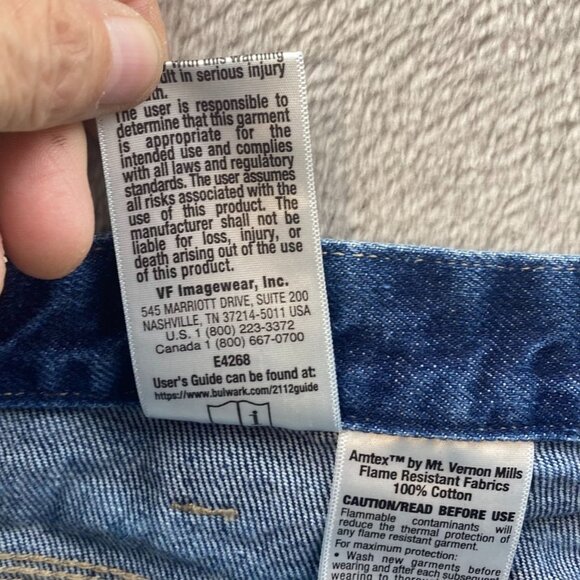 ult in serious injury
th.
The user is responsible to
determine that this garment
is appropriate for the
intended use and complies
with all laws and regulatory
standards. The user assumes
all risks associated with the
use of this product. The
manufacturer shall not be
liable for loss, injury, or
death arising out of the use
of this product.
VF Imagewear, Inc.
545 MARRIOTT DRIVE, SUITE 200
NASHVILLE, TN 37214-5011 USA
U.S. 1 (800) 223-3372
Canada 1 (800) 667-0700
E4268
User's Guide can be found at:
https://www.bulwark.com/2112guide
i
Amtex™ by Mt. Vernon Mills
Flame Resistant Fabrics
100% Cotton
CAUTION/READ BEFORE USE
Flammable contaminants will
reduce the thermal protection of
any flame resistant garment.
For maximum protection:
• Wash new garments before
wearing and after each subsequent
wearing to